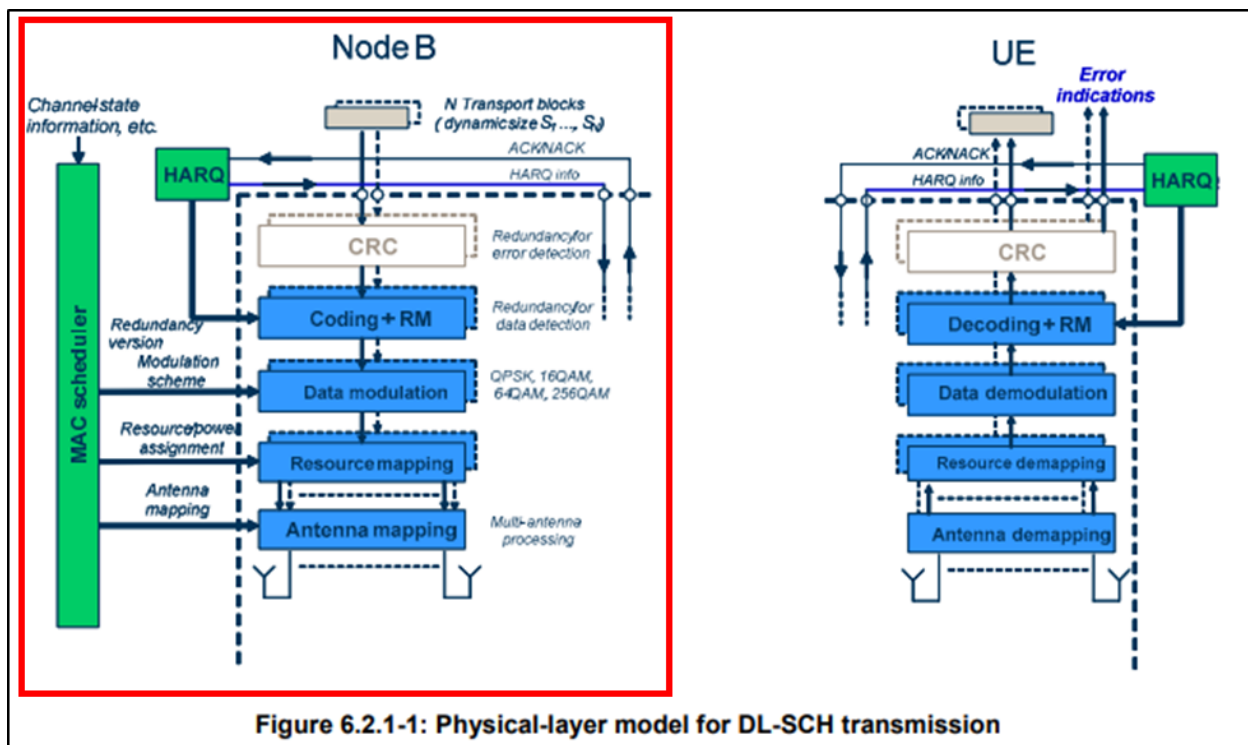 Node B
Channel-state
information, etc.
N Transport blocks
(dynamic size S1..., SN)
ACK/NACK
HARQ
HARQ info
CRC
Redundancy for
error detection
Coding + RM
Redundancy for
data detection
Redundancy
version
Modulation
scheme
Data modulation
QPSK, 16QAM,
64QAM, 256QAM
MAC scheduler
Resource/power
assignment
Resource mapping
Antenna
mapping
Antenna mapping
Multi-antenna
processing
UE
Error
indications
ACK/NACK
HARQ info
HARQ
CRC
Decoding + RM
Data demodulation
Resource demapping
Antenna demapping
Figure 6.2.1-1: Physical-layer model for DL-SCH transmission